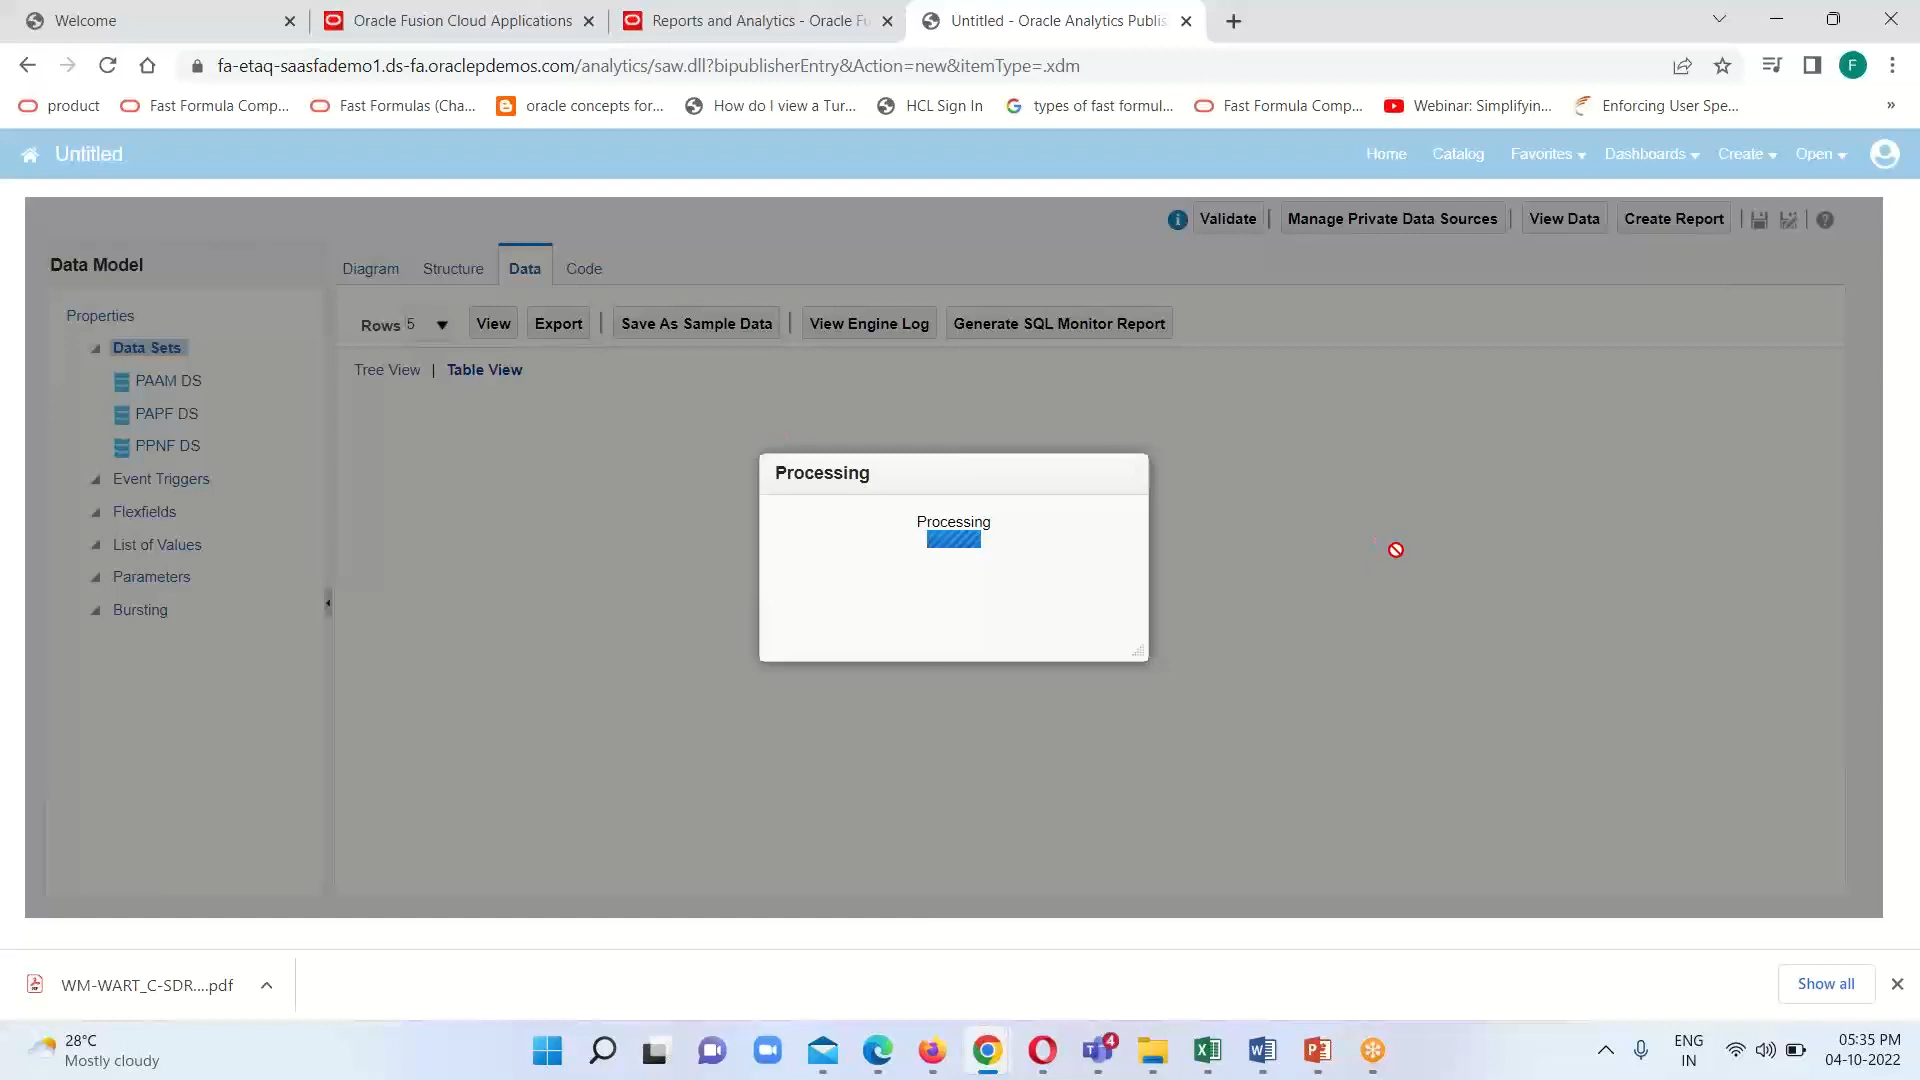 Welcome
Oracle Fusion Cloud Applications
Reports and Analytics - Oracle Fu
Untitled - Oracle Analytics Publis
fa-etaq-saasfademo1.ds-fa.oraclepdemos.com/analytics/saw.dll?bipublisherEntry&Action=new&itemType=.xdm
F
product
Fast Formula Comp...
Fast Formulas (Cha...
oracle concepts for...
How do I view a Tur...
HCL Sign In
types of fast formul...
Fast Formula Comp...
Webinar: Simplifyin...
Enforcing User Spe...
»
Untitled
Home
Catalog
Favorites
Dashboards
Create
Open
Validate
Manage Private Data Sources
View Data
Create Report
Data Model
Diagram
Structure
Data
Code
Properties
Rows 5
View
Export
Save As Sample Data
View Engine Log
Generate SQL Monitor Report
Data Sets
Tree View | Table View
PAAM DS
PAPF DS
PPNF DS
Event Triggers
Flexfields
List of Values
Parameters
Bursting
Processing
Processing
WM-WART_C-SDR....pdf
Show all
28°C
Mostly cloudy
4
ENG
IN
05:35 PM
04-10-2022